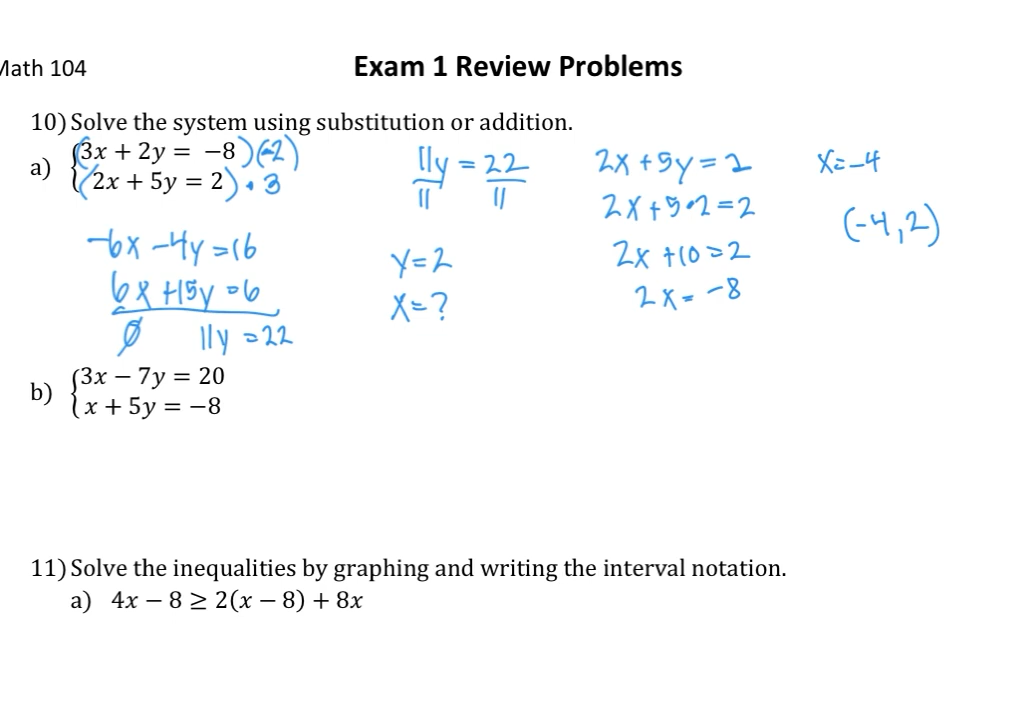 Math 104
Exam 1 Review Problems
10) Solve the system using substitution or addition.
a) {(3x + 2y = −8)(-2)
(2x + 5y = 2) • 3
-6x -4y = 16
6x +15y = 6
0 11y = 22
11y = 22
11 11
y = 2
x = ?
2x + 5y = 2
2x + 5•2 = 2
2x + 10 = 2
2x = -8
x = -4
(-4, 2)
b) {3x − 7y = 20
x + 5y = −8
11) Solve the inequalities by graphing and writing the interval notation.
a) 4x − 8 ≥ 2(x − 8) + 8x